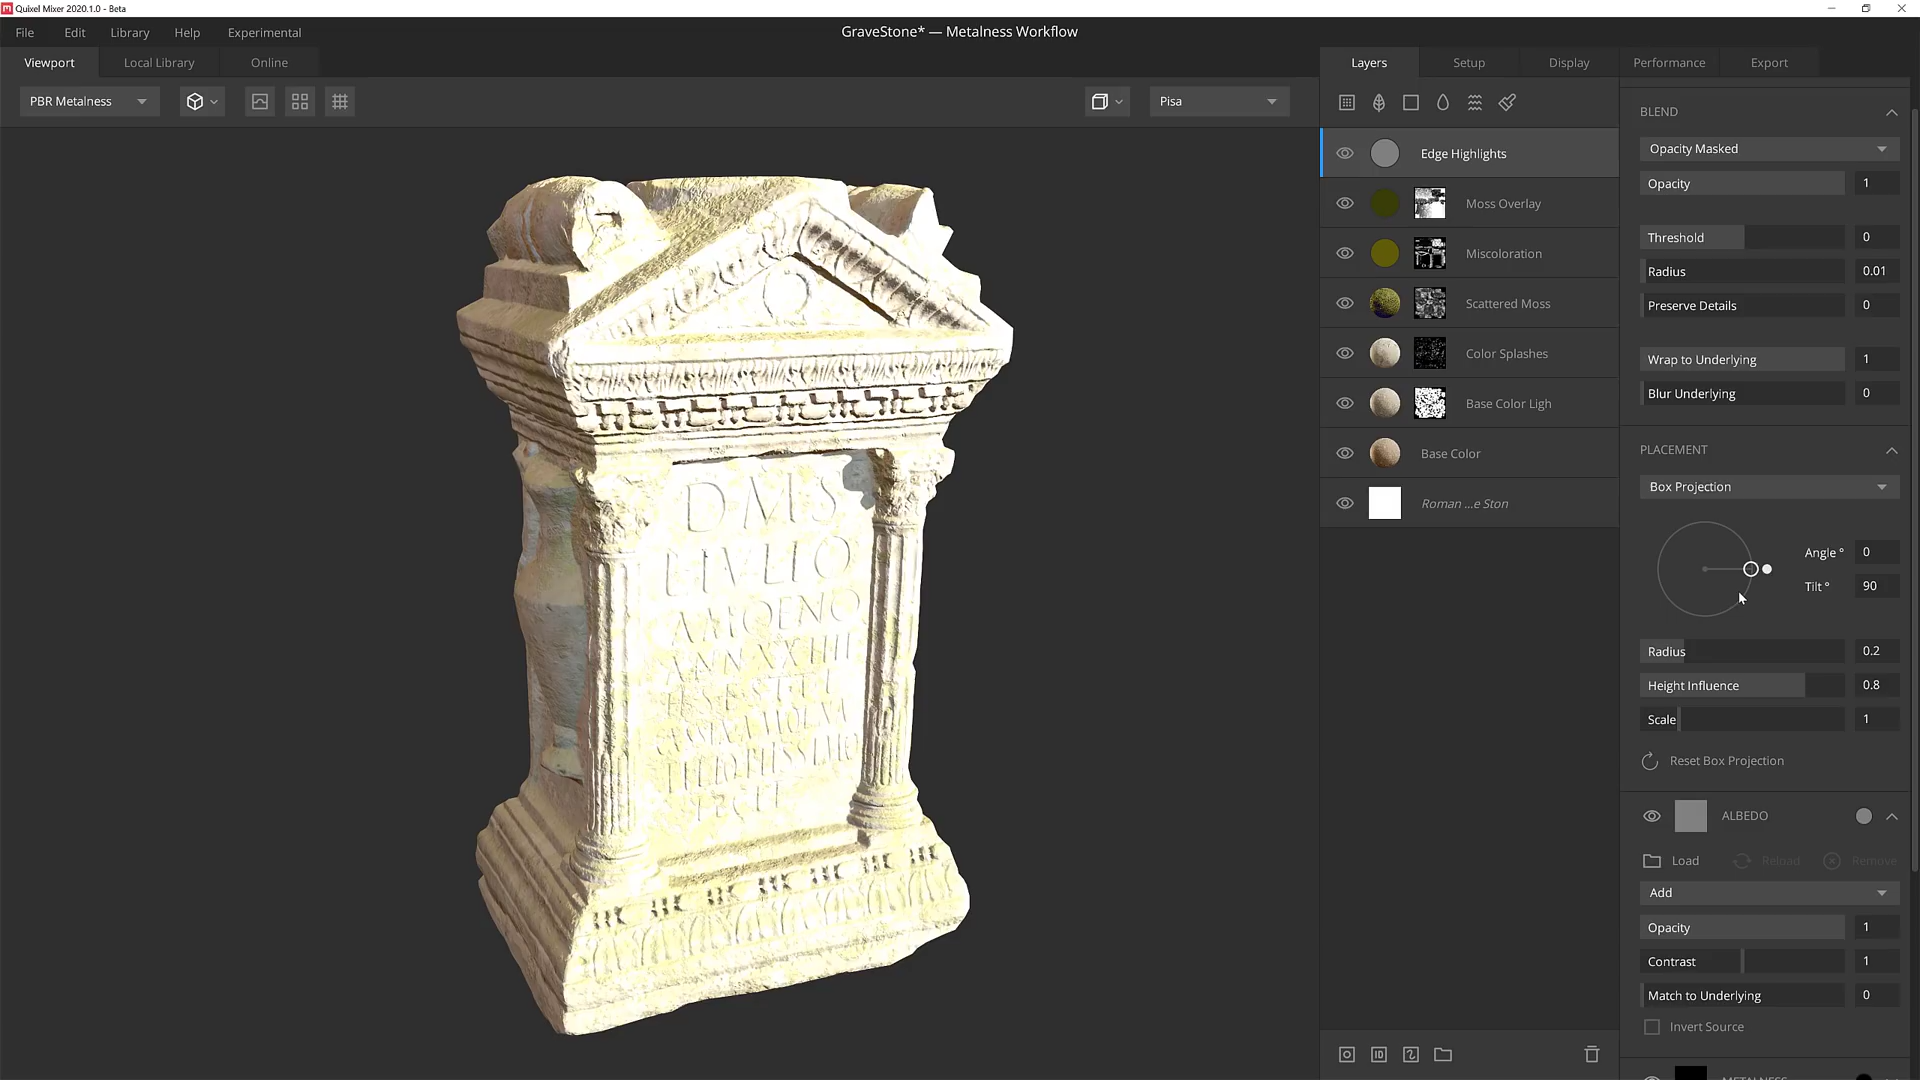 Quixel Mixer 2020.1.0 - Beta
File Edit Library Help Experimental
GraveStone* — Metalness Workflow
Viewport Local Library Online
Layers Setup Display Performance Export
PBR Metalness
Pisa
Edge Highlights
Moss Overlay
Miscoloration
Scattered Moss
Color Splashes
Base Color Ligh
Base Color
Roman ...e Ston
BLEND
Opacity Masked
Opacity 1
Threshold 0
Radius 0.01
Preserve Details 0
Wrap to Underlying 1
Blur Underlying 0
PLACEMENT
Box Projection
Angle ° 0
Tilt ° 90
Radius 0.2
Height Influence 0.8
Scale 1
Reset Box Projection
ALBEDO
Load Reload Remove
Add
Opacity 1
Contrast 1
Match to Underlying 0
Invert Source
METALNESS
D M S
L IVLIO
AMOENO